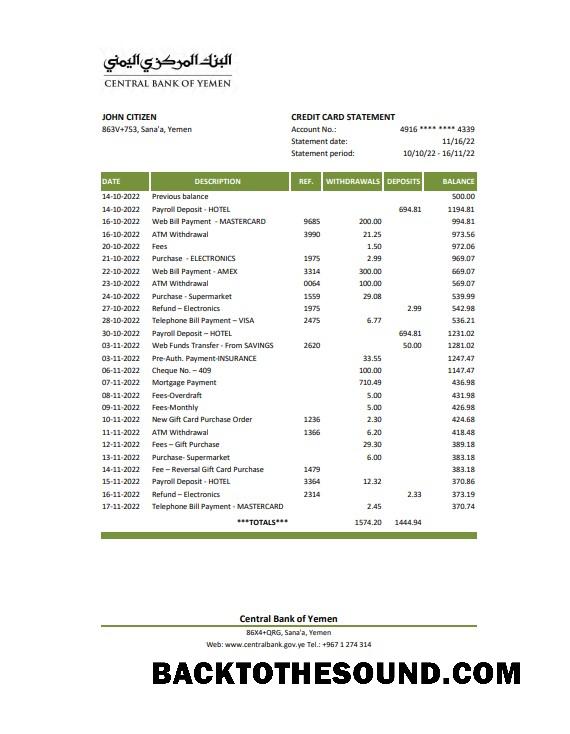 البنك المركزي اليمني
CENTRAL BANK OF YEMEN
JOHN CITIZEN
863V+753, Sana'a, Yemen
CREDIT CARD STATEMENT
Account No.: 4916 **** **** 4339
Statement date: 11/16/22
Statement period: 10/10/22 - 16/11/22
DATE DESCRIPTION REF. WITHDRAWALS DEPOSITS BALANCE
14-10-2022 Previous balance 500.00
14-10-2022 Payroll Deposit - HOTEL 694.81 1194.81
16-10-2022 Web Bill Payment - MASTERCARD 9685 200.00 994.81
16-10-2022 ATM Withdrawal 3990 21.25 973.56
20-10-2022 Fees 1.50 972.06
21-10-2022 Purchase - ELECTRONICS 1975 2.99 969.07
22-10-2022 Web Bill Payment - AMEX 3314 300.00 669.07
23-10-2022 ATM Withdrawal 0064 100.00 569.07
24-10-2022 Purchase - Supermarket 1559 29.08 539.99
27-10-2022 Refund – Electronics 1975 2.99 542.98
28-10-2022 Telephone Bill Payment – VISA 2475 6.77 536.21
30-10-2022 Payroll Deposit – HOTEL 694.81 1231.02
03-11-2022 Web Funds Transfer - From SAVINGS 2620 50.00 1281.02
03-11-2022 Pre-Auth. Payment-INSURANCE 33.55 1247.47
06-11-2022 Cheque No. – 409 100.00 1147.47
07-11-2022 Mortgage Payment 710.49 436.98
08-11-2022 Fees-Overdraft 5.00 431.98
09-11-2022 Fees-Monthly 5.00 426.98
10-11-2022 New Gift Card Purchase Order 1236 2.30 424.68
11-11-2022 ATM Withdrawal 1366 6.20 418.48
12-11-2022 Fees – Gift Purchase 29.30 389.18
13-11-2022 Purchase- Supermarket 6.00 383.18
14-11-2022 Fee – Reversal Gift Card Purchase 1479 383.18
15-11-2022 Payroll Deposit - HOTEL 3364 12.32 370.86
16-11-2022 Refund – Electronics 2314 2.33 373.19
17-11-2022 Telephone Bill Payment - MASTERCARD 2.45 370.74
***TOTALS*** 1574.20 1444.94
Central Bank of Yemen
86X4+QRG, Sana'a, Yemen
Web: www.centralbank.gov.ye Tel.: +967 1 274 314
BACKTOTHESOUND.COM